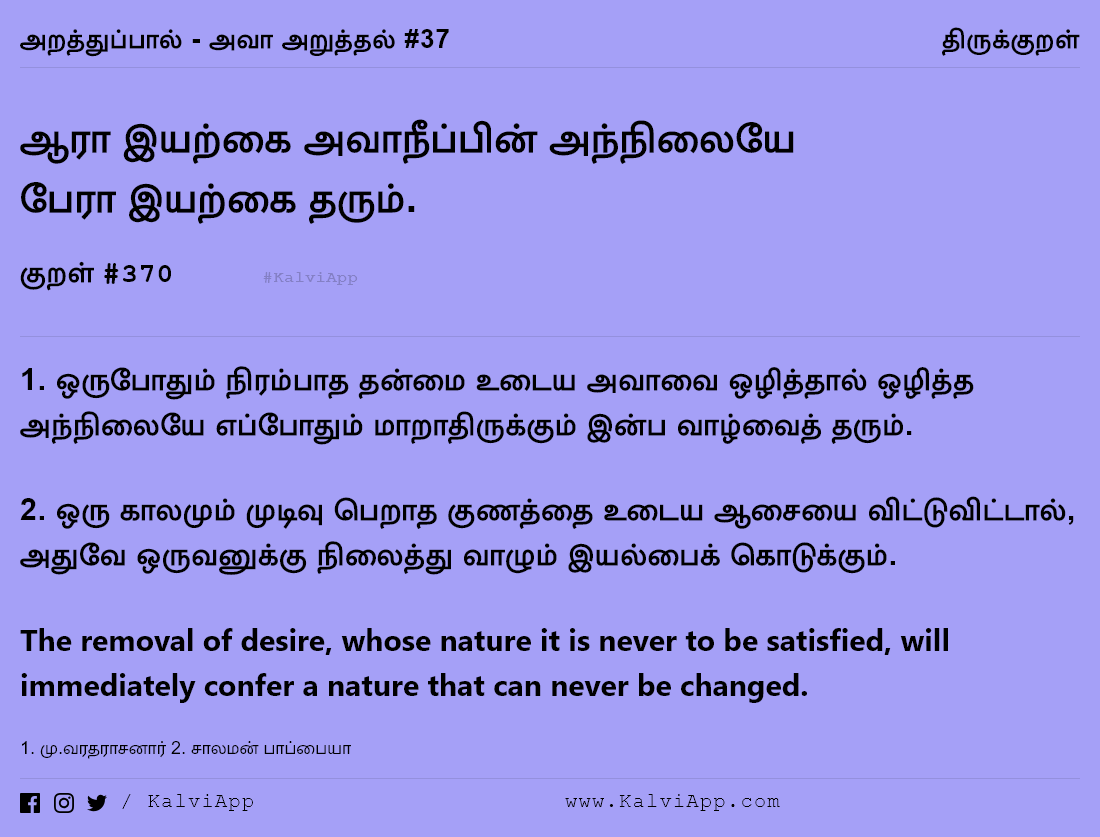 அறத்துப்பால் - அவா அறுத்தல் #37 திருக்குறள்
ஆரா இயற்கை அவாநீப்பின் அந்நிலையே
பேரா இயற்கை தரும்.
குறள் #370 #KalviApp
1. ஒருபோதும் நிரம்பாத தன்மை உடைய அவாவை ஒழித்தால் ஒழித்த
அந்நிலையே எப்போதும் மாறாதிருக்கும் இன்ப வாழ்வைத் தரும்.
2. ஒரு காலமும் முடிவு பெறாத குணத்தை உடைய ஆசையை விட்டுவிட்டால்,
அதுவே ஒருவனுக்கு நிலைத்து வாழும் இயல்பைக் கொடுக்கும்.
The removal of desire, whose nature it is never to be satisfied, will
immediately confer a nature that can never be changed.
1. மு.வரதராசனார் 2. சாலமன் பாப்பையா
/ KalviApp www.KalviApp.com